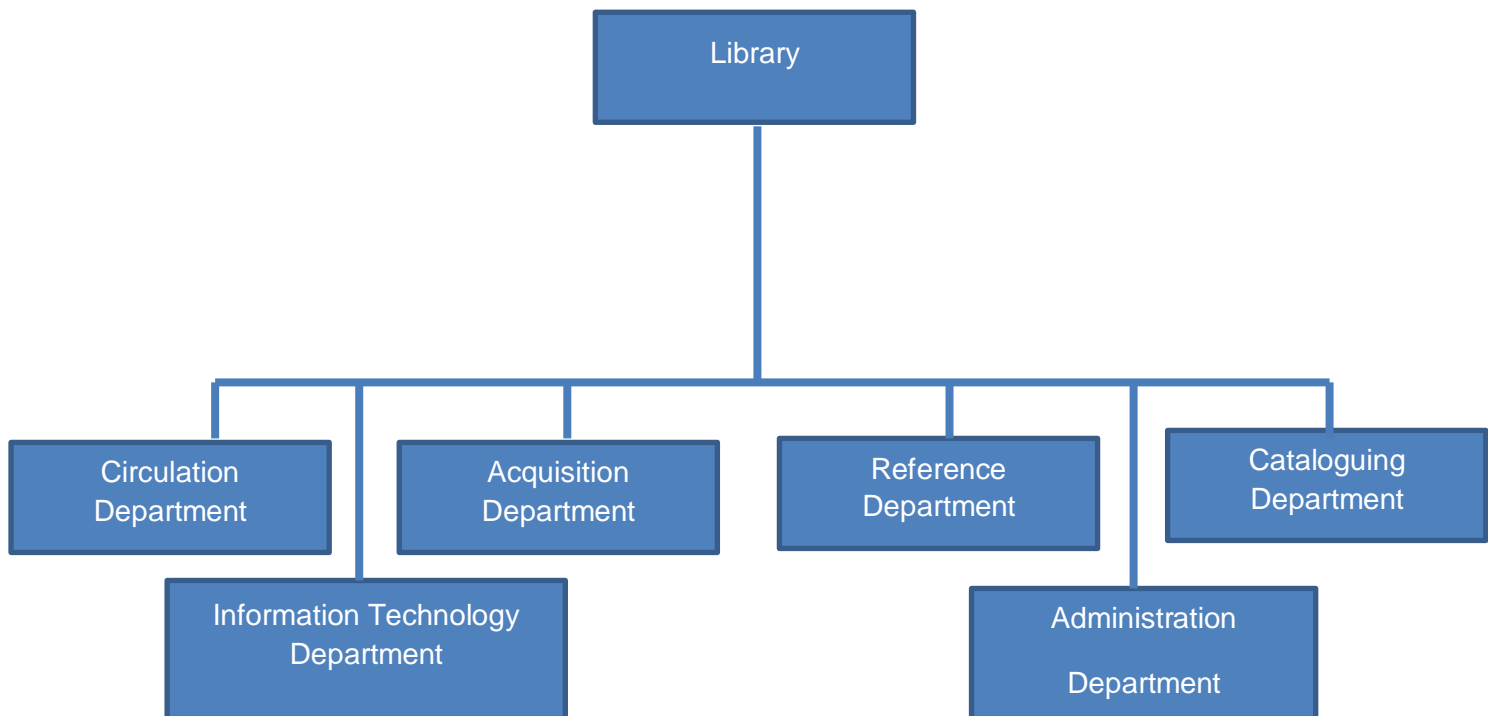 Library
Circulation
Department
Acquisition
Department
Reference
Department
Cataloguing
Department
Information Technology
Department
Administration
Department